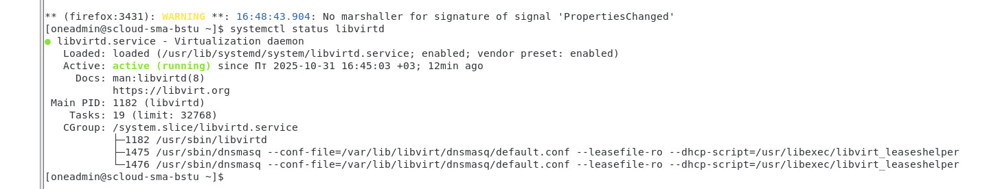 ** (firefox:3431): WARNING **: 16:48:43.904: No marshaller for signature of signal 'PropertiesChanged'
[oneadmin@scloud-sma-bstu ~]$ systemctl status libvirtd
● libvirtd.service - Virtualization daemon
   Loaded: loaded (/usr/lib/systemd/system/libvirtd.service; enabled; vendor preset: enabled)
   Active: active (running) since Пт 2025-10-31 16:45:03 +03; 12min ago
     Docs: man:libvirtd(8)
           https://libvirt.org
 Main PID: 1182 (libvirtd)
    Tasks: 19 (limit: 32768)
   CGroup: /system.slice/libvirtd.service
           ├─1182 /usr/sbin/libvirtd
           ├─1475 /usr/sbin/dnsmasq --conf-file=/var/lib/libvirt/dnsmasq/default.conf --leasefile-ro --dhcp-script=/usr/libexec/libvirt_leaseshelper
           └─1476 /usr/sbin/dnsmasq --conf-file=/var/lib/libvirt/dnsmasq/default.conf --leasefile-ro --dhcp-script=/usr/libexec/libvirt_leaseshelper
[oneadmin@scloud-sma-bstu ~]$